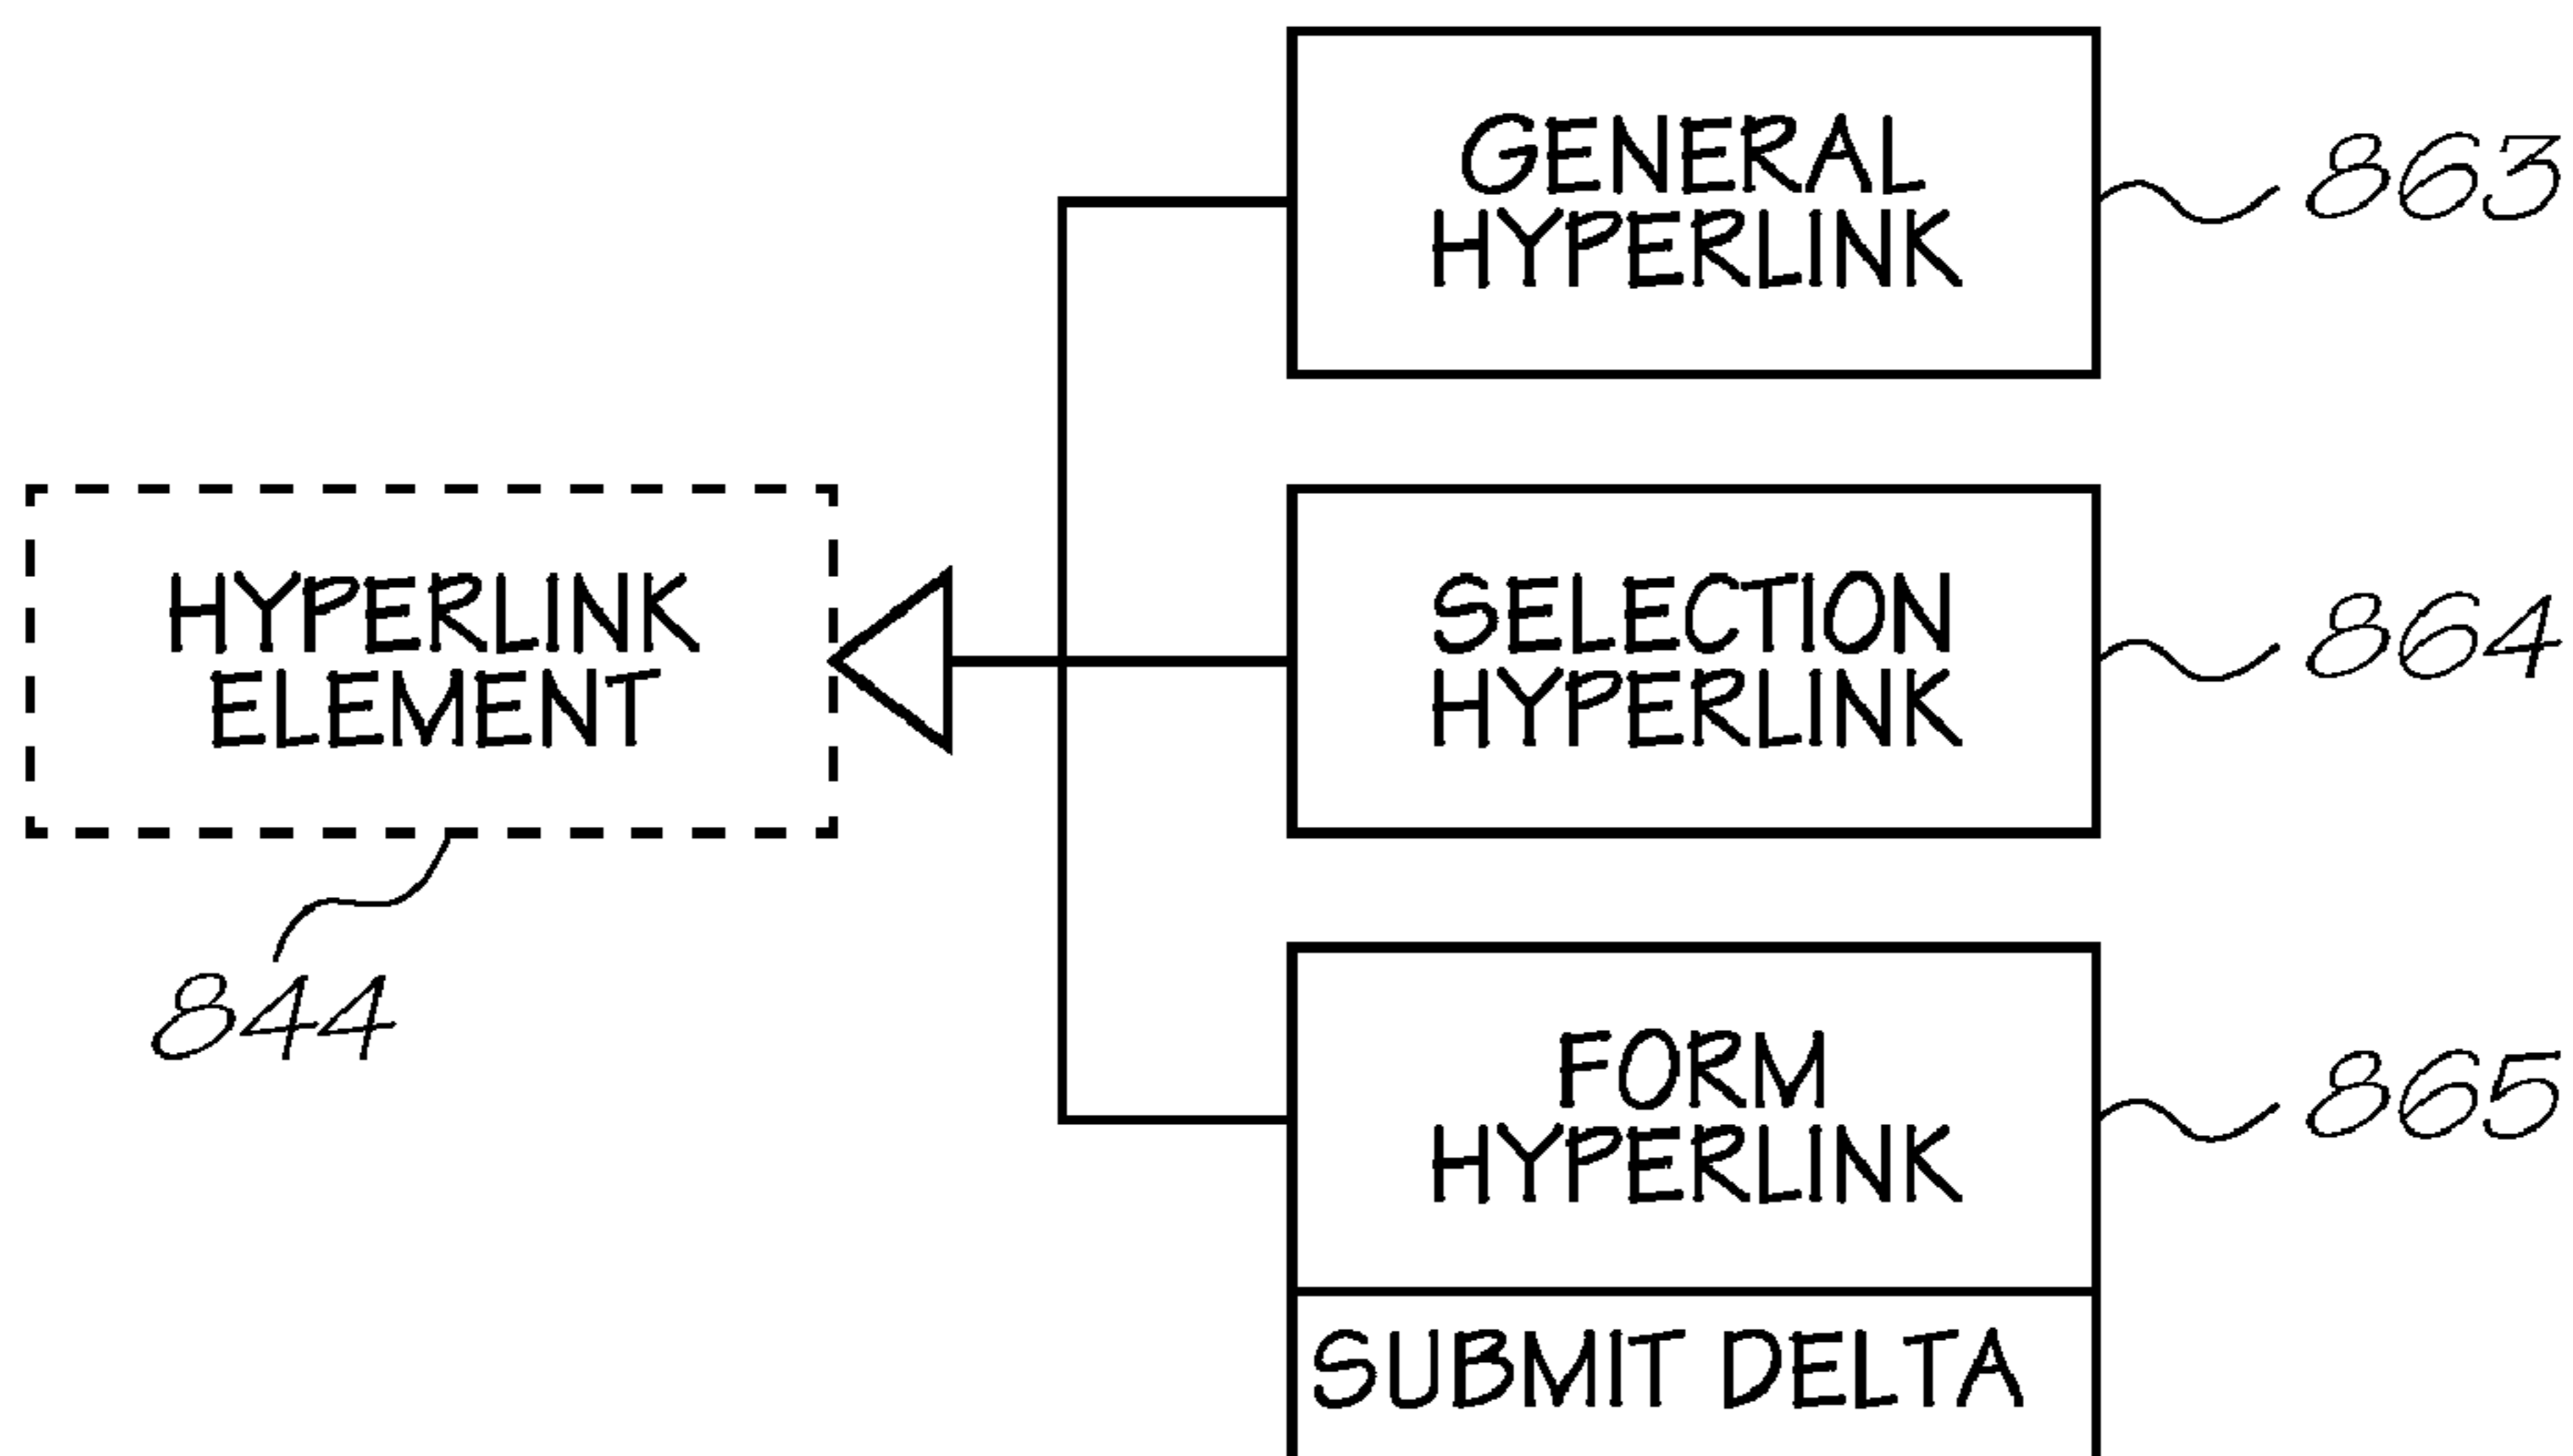 GENERAL
HYPERLINK
863
HYPERLINK
ELEMENT
844
SELECTION
HYPERLINK
864
FORM
HYPERLINK
865
SUBMIT DELTA